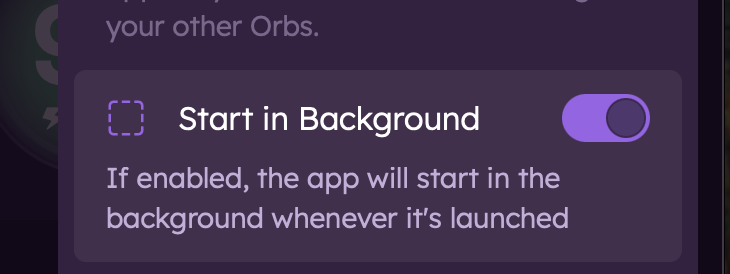 your other Orbs.
Start in Background
If enabled, the app will start in the
background whenever it's launched